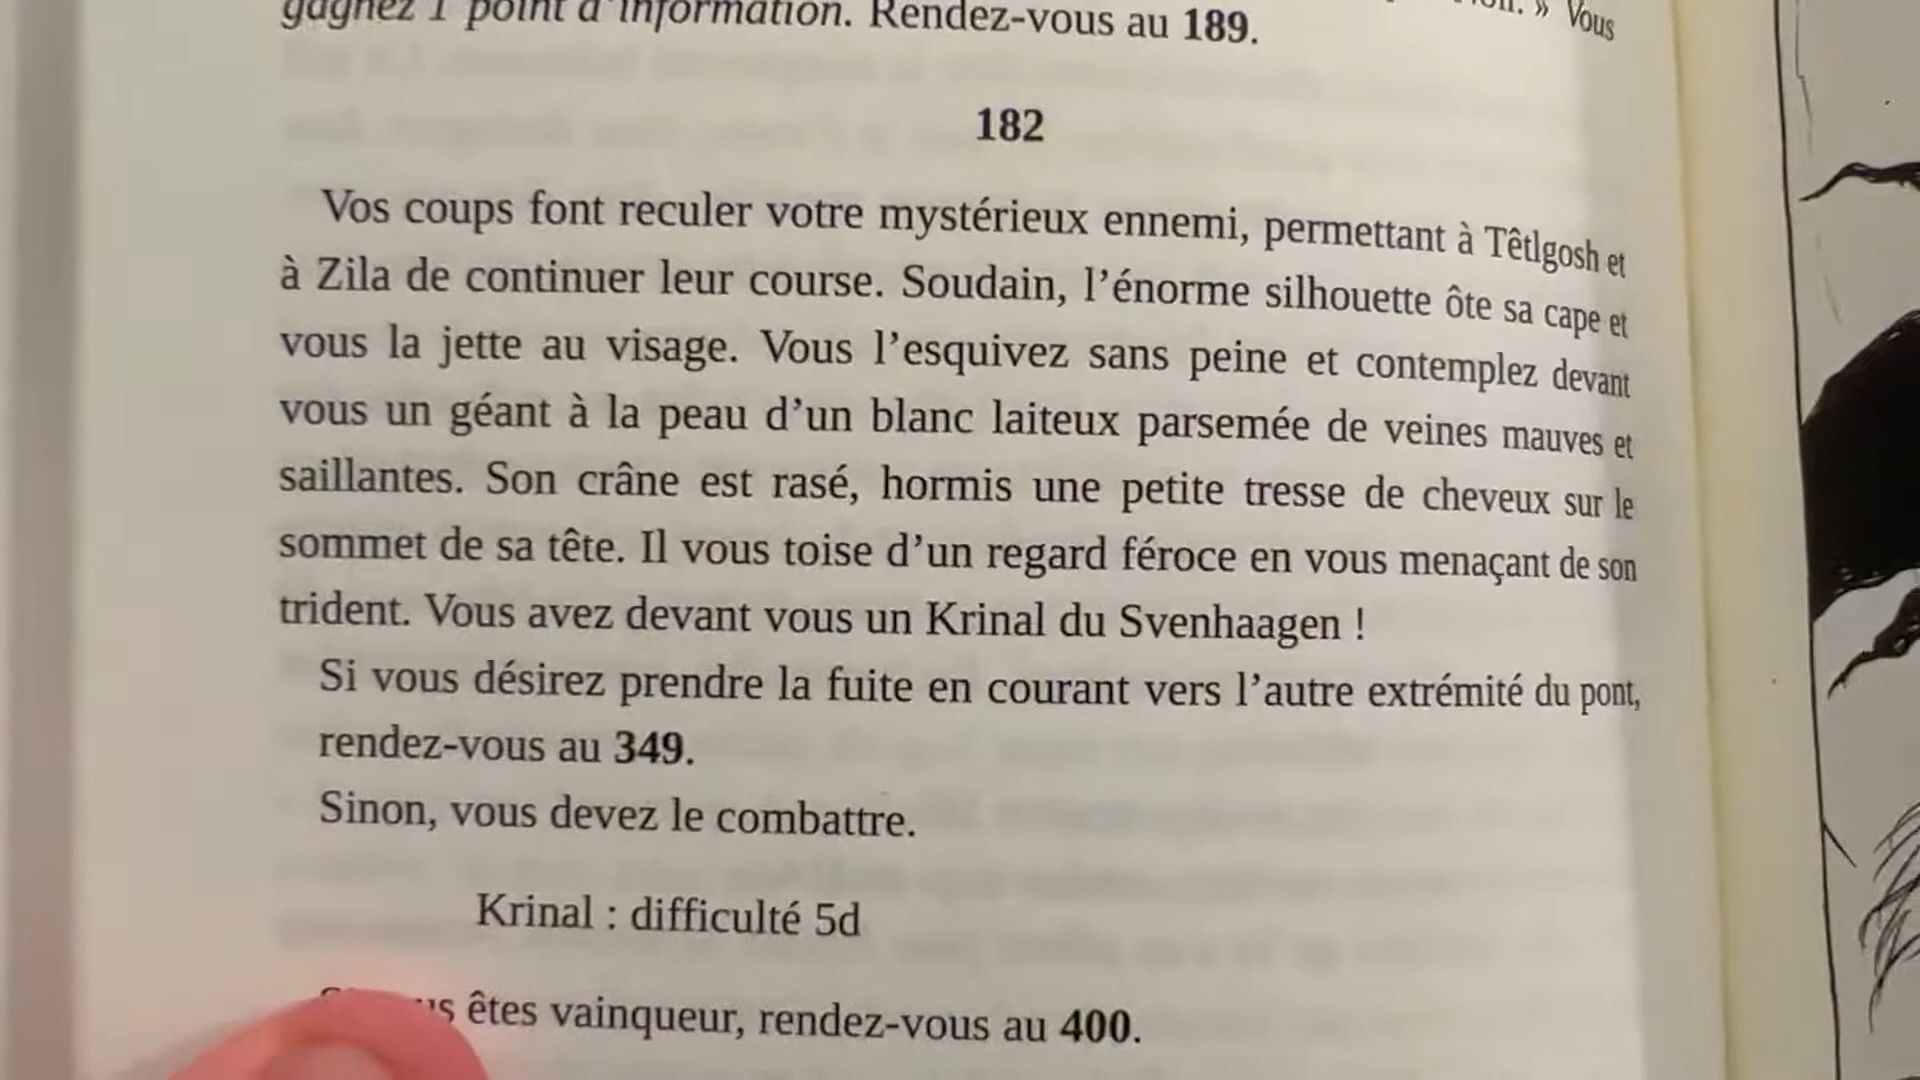 gagnez 1 point d'information. Rendez-vous au 189.
» Vous
182
Vos coups font reculer votre mystérieux ennemi, permettant à Têtlgosh et
à Zila de continuer leur course. Soudain, l'énorme silhouette ôte sa cape et
vous la jette au visage. Vous l'esquivez sans peine et contemplez devant
vous un géant à la peau d'un blanc laiteux parsemée de veines mauves et
saillantes. Son crâne est rasé, hormis une petite tresse de cheveux sur le
sommet de sa tête. Il vous toise d'un regard féroce en vous menaçant de son
trident. Vous avez devant vous un Krinal du Svenhaagen !
Si vous désirez prendre la fuite en courant vers l'autre extrémité du pont,
rendez-vous au 349.
Sinon, vous devez le combattre.
Krinal : difficulté 5d
êtes vainqueur, rendez-vous au 400.